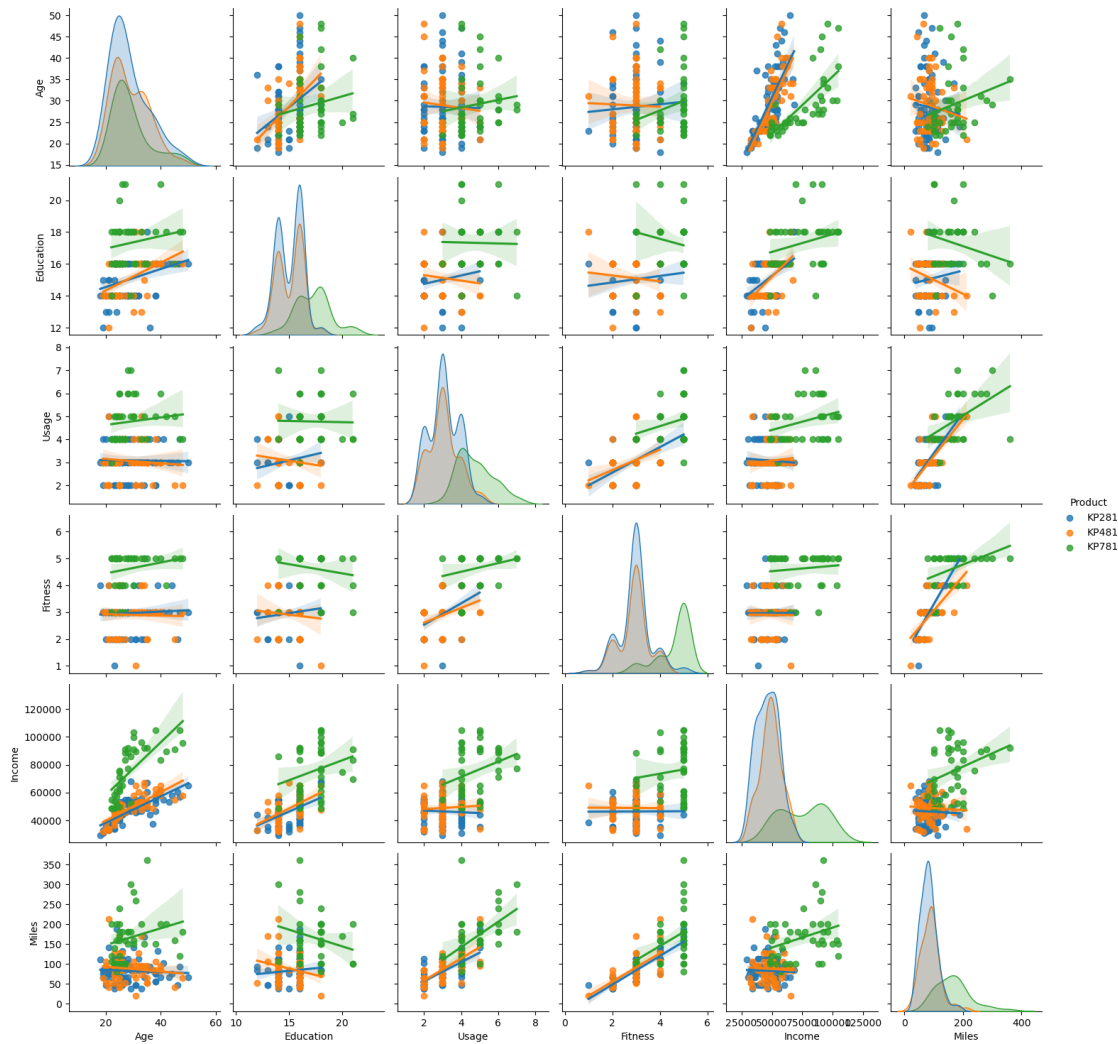 50
45
40
35
30
25
20
15
Age
20
18
16
14
12
Education
8
7
6
5
4
3
2
Usage
6
5
4
3
2
1
Fitness
Product
KP281
KP481
KP781
120000
100000
80000
60000
40000
Income
350
300
250
200
150
100
50
0
Miles
20 40 60
10 15 20
2 4 6 8
0 2 4 6
25000 50000 75000 100000 125000
0 200 400
Age Education Usage Fitness Income Miles